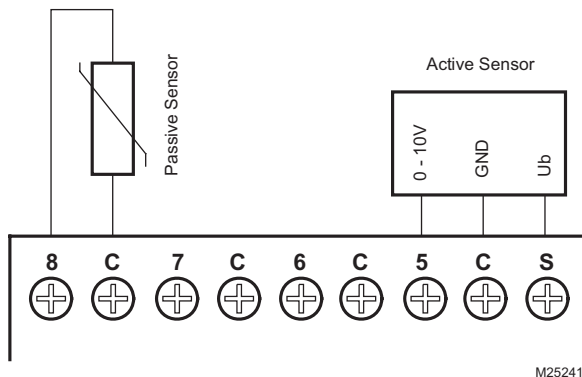 Active Sensor
Passive Sensor
0 - 10V
GND
Ub
8 C 7 C 6 C 5 C S
M25241